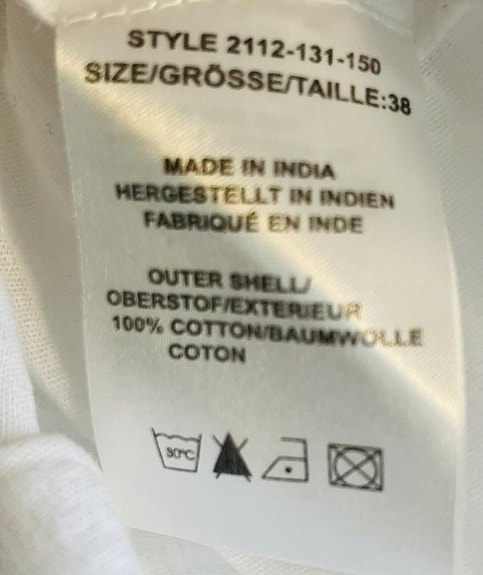 STYLE 2112-131-150
SIZE/GRÖSSE/TAILLE:38
MADE IN INDIA
HERGESTELLT IN INDIEN
FABRIQUÉ EN INDE
OUTER SHELL/
OBERSTOF/EXTERIEUR
100% COTTON/BAUMWOLLE
COTON
30°C